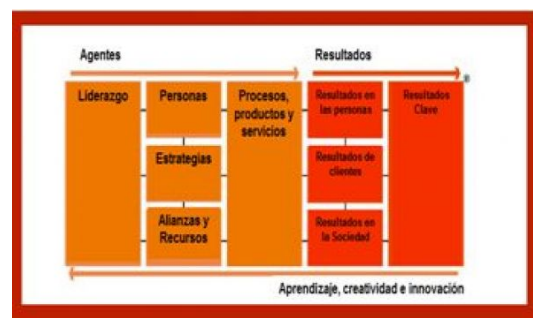 Agentes
Resultados
®
Liderazgo
Personas
Procesos,
productos y
servicios
Resultados en
las personas
Resultados
Clave
Estrategias
Resultados de
clientes
Alianzas y
Recursos
Resultados en
la Sociedad
Aprendizaje, creatividad e innovación